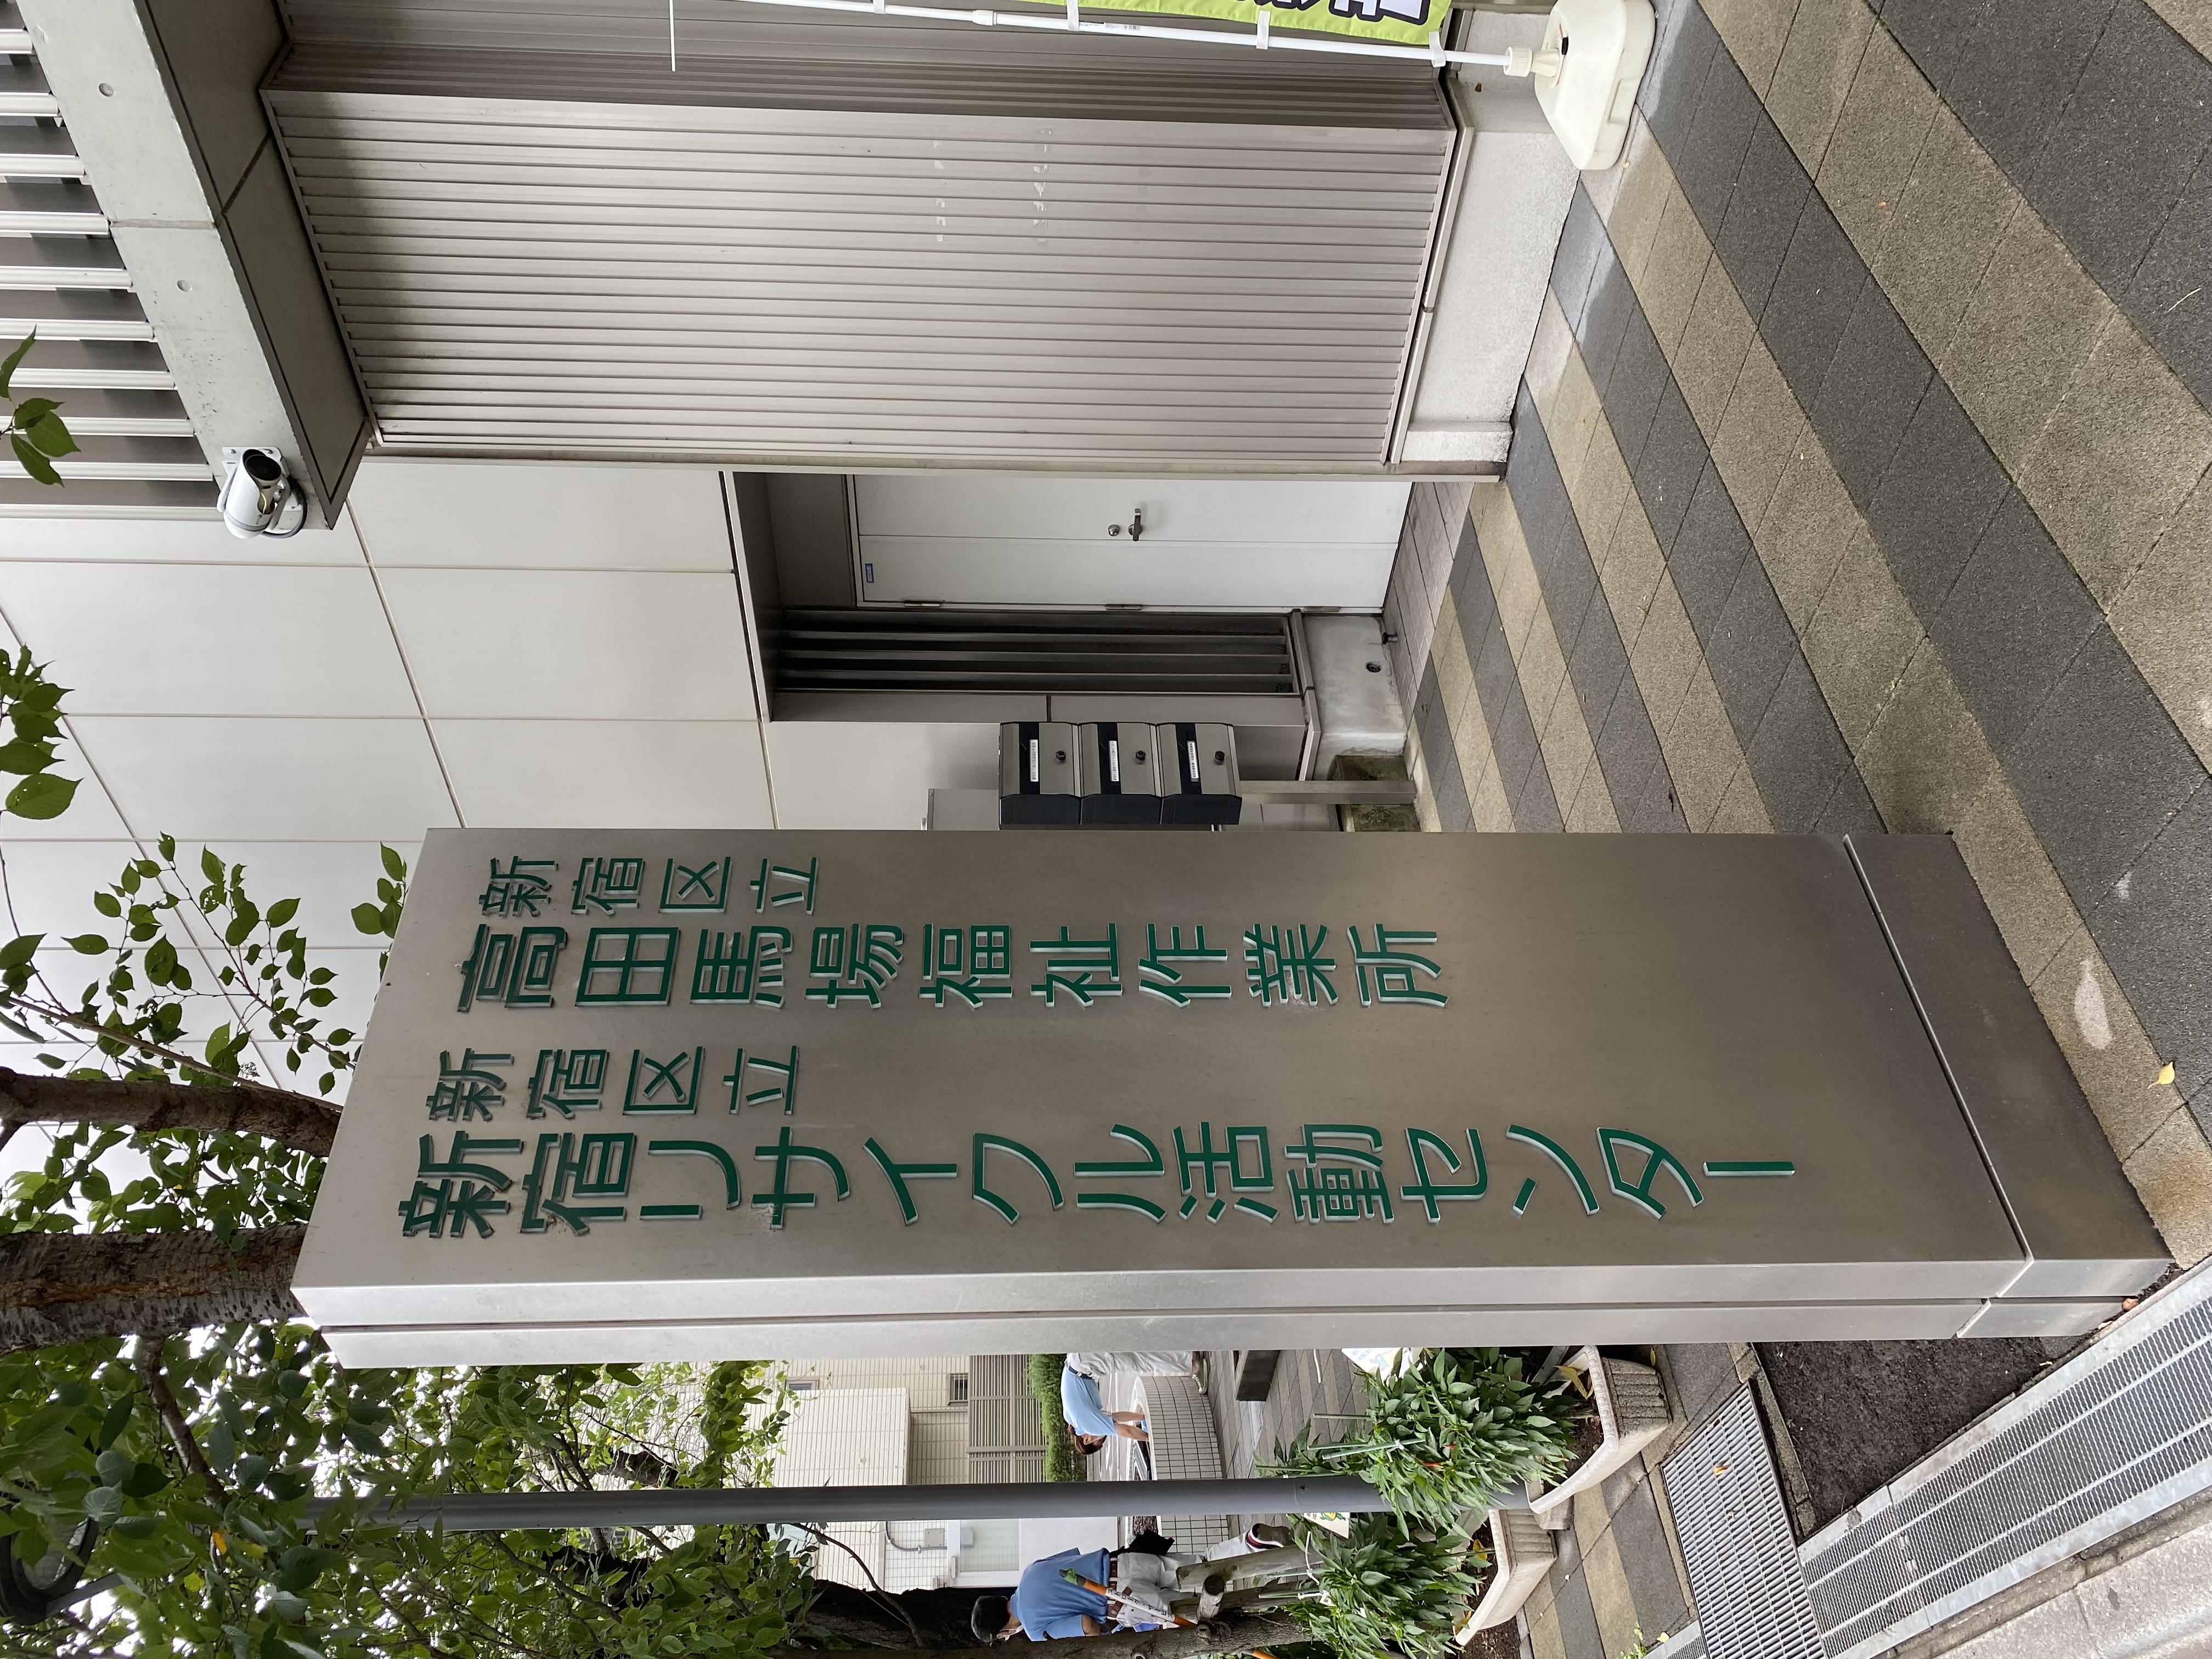 新宿区立
高田馬場福祉作業所
新宿区立
新宿リサイクル活動センター